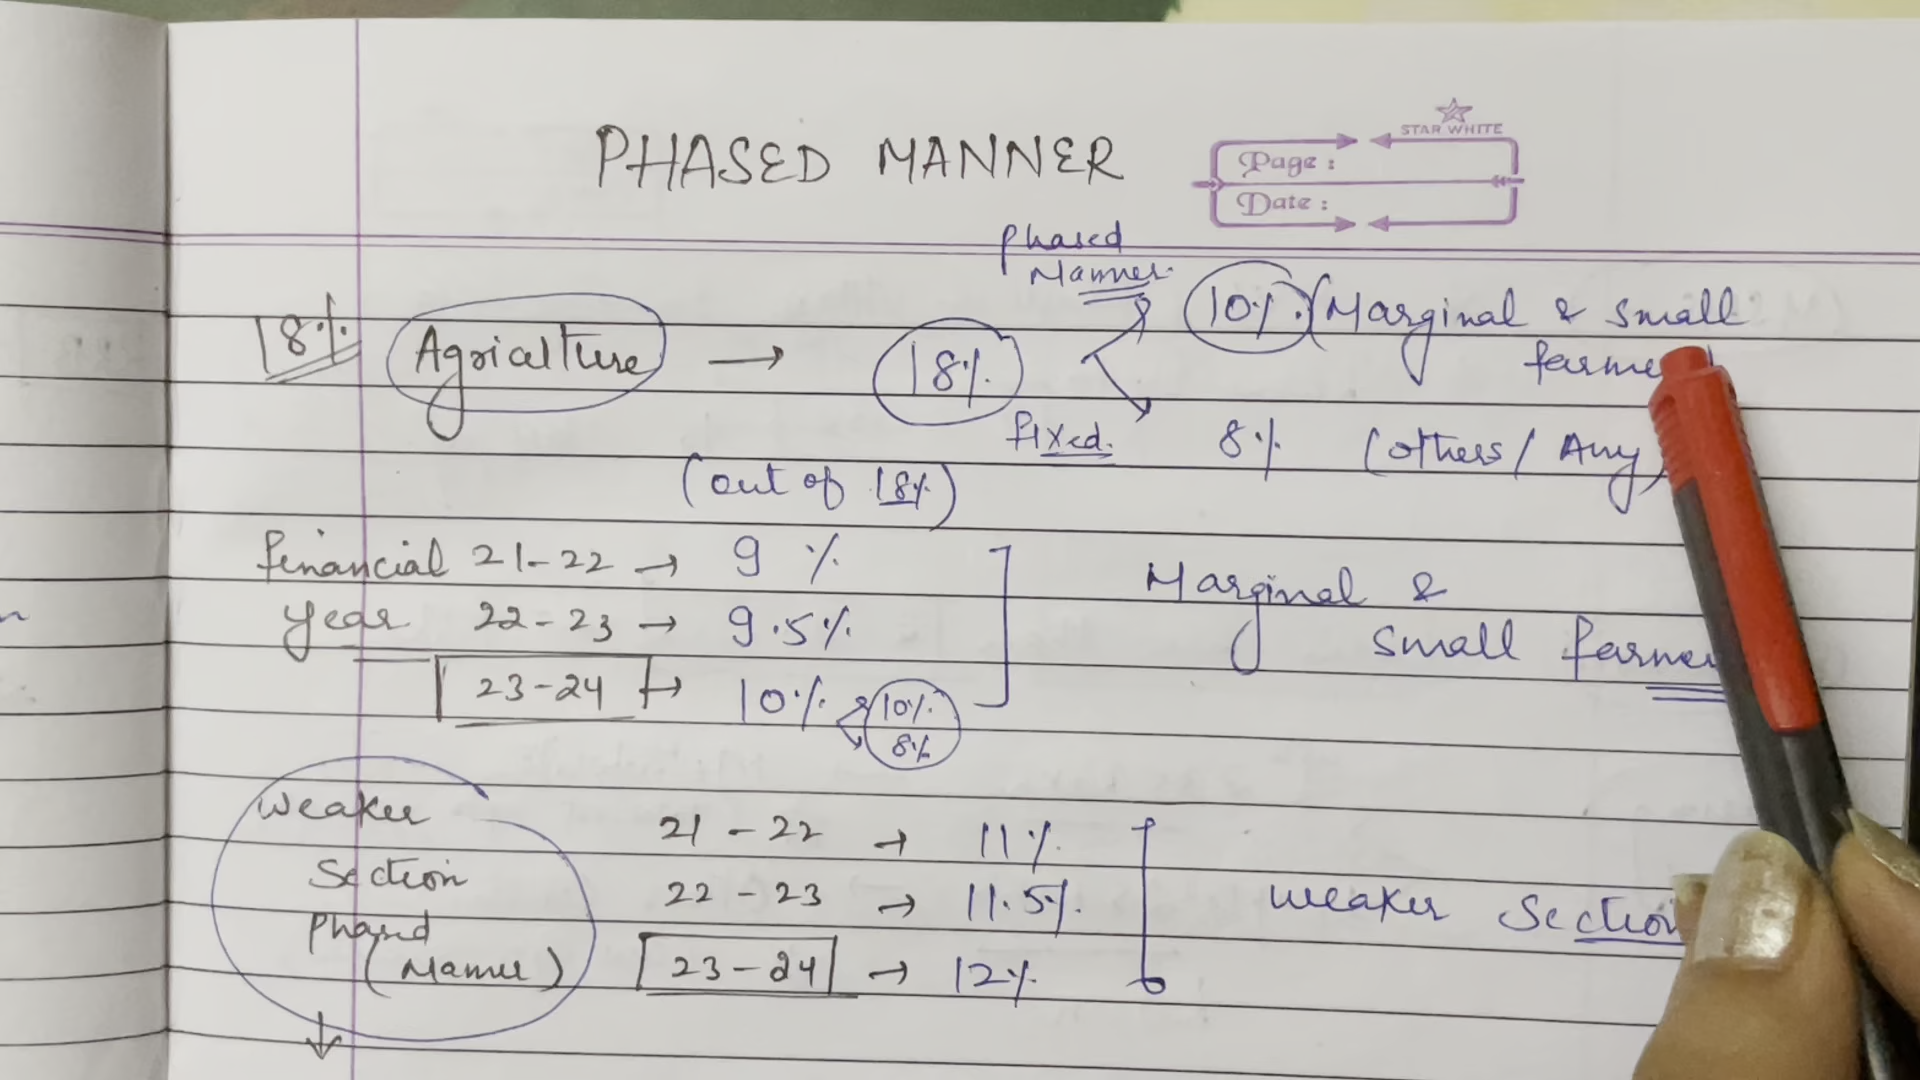 PHASED MANNER
STAR WHITE
Page :
Date :
Phased
Manner
18% Agriculture → 18% 10% (Marginal & small
farme
fixed. 8% (others / Any)
(out of 18%)
financial 21-22 → 9 %
year 22-23 → 9.5%
23-24 → 10% 10%
8%
Marginal &
small farme
Weaker
Section
Phased
(Manner)
21-22 → 11%
22-23 → 11.5%
23-24 → 12%
Weaker Section